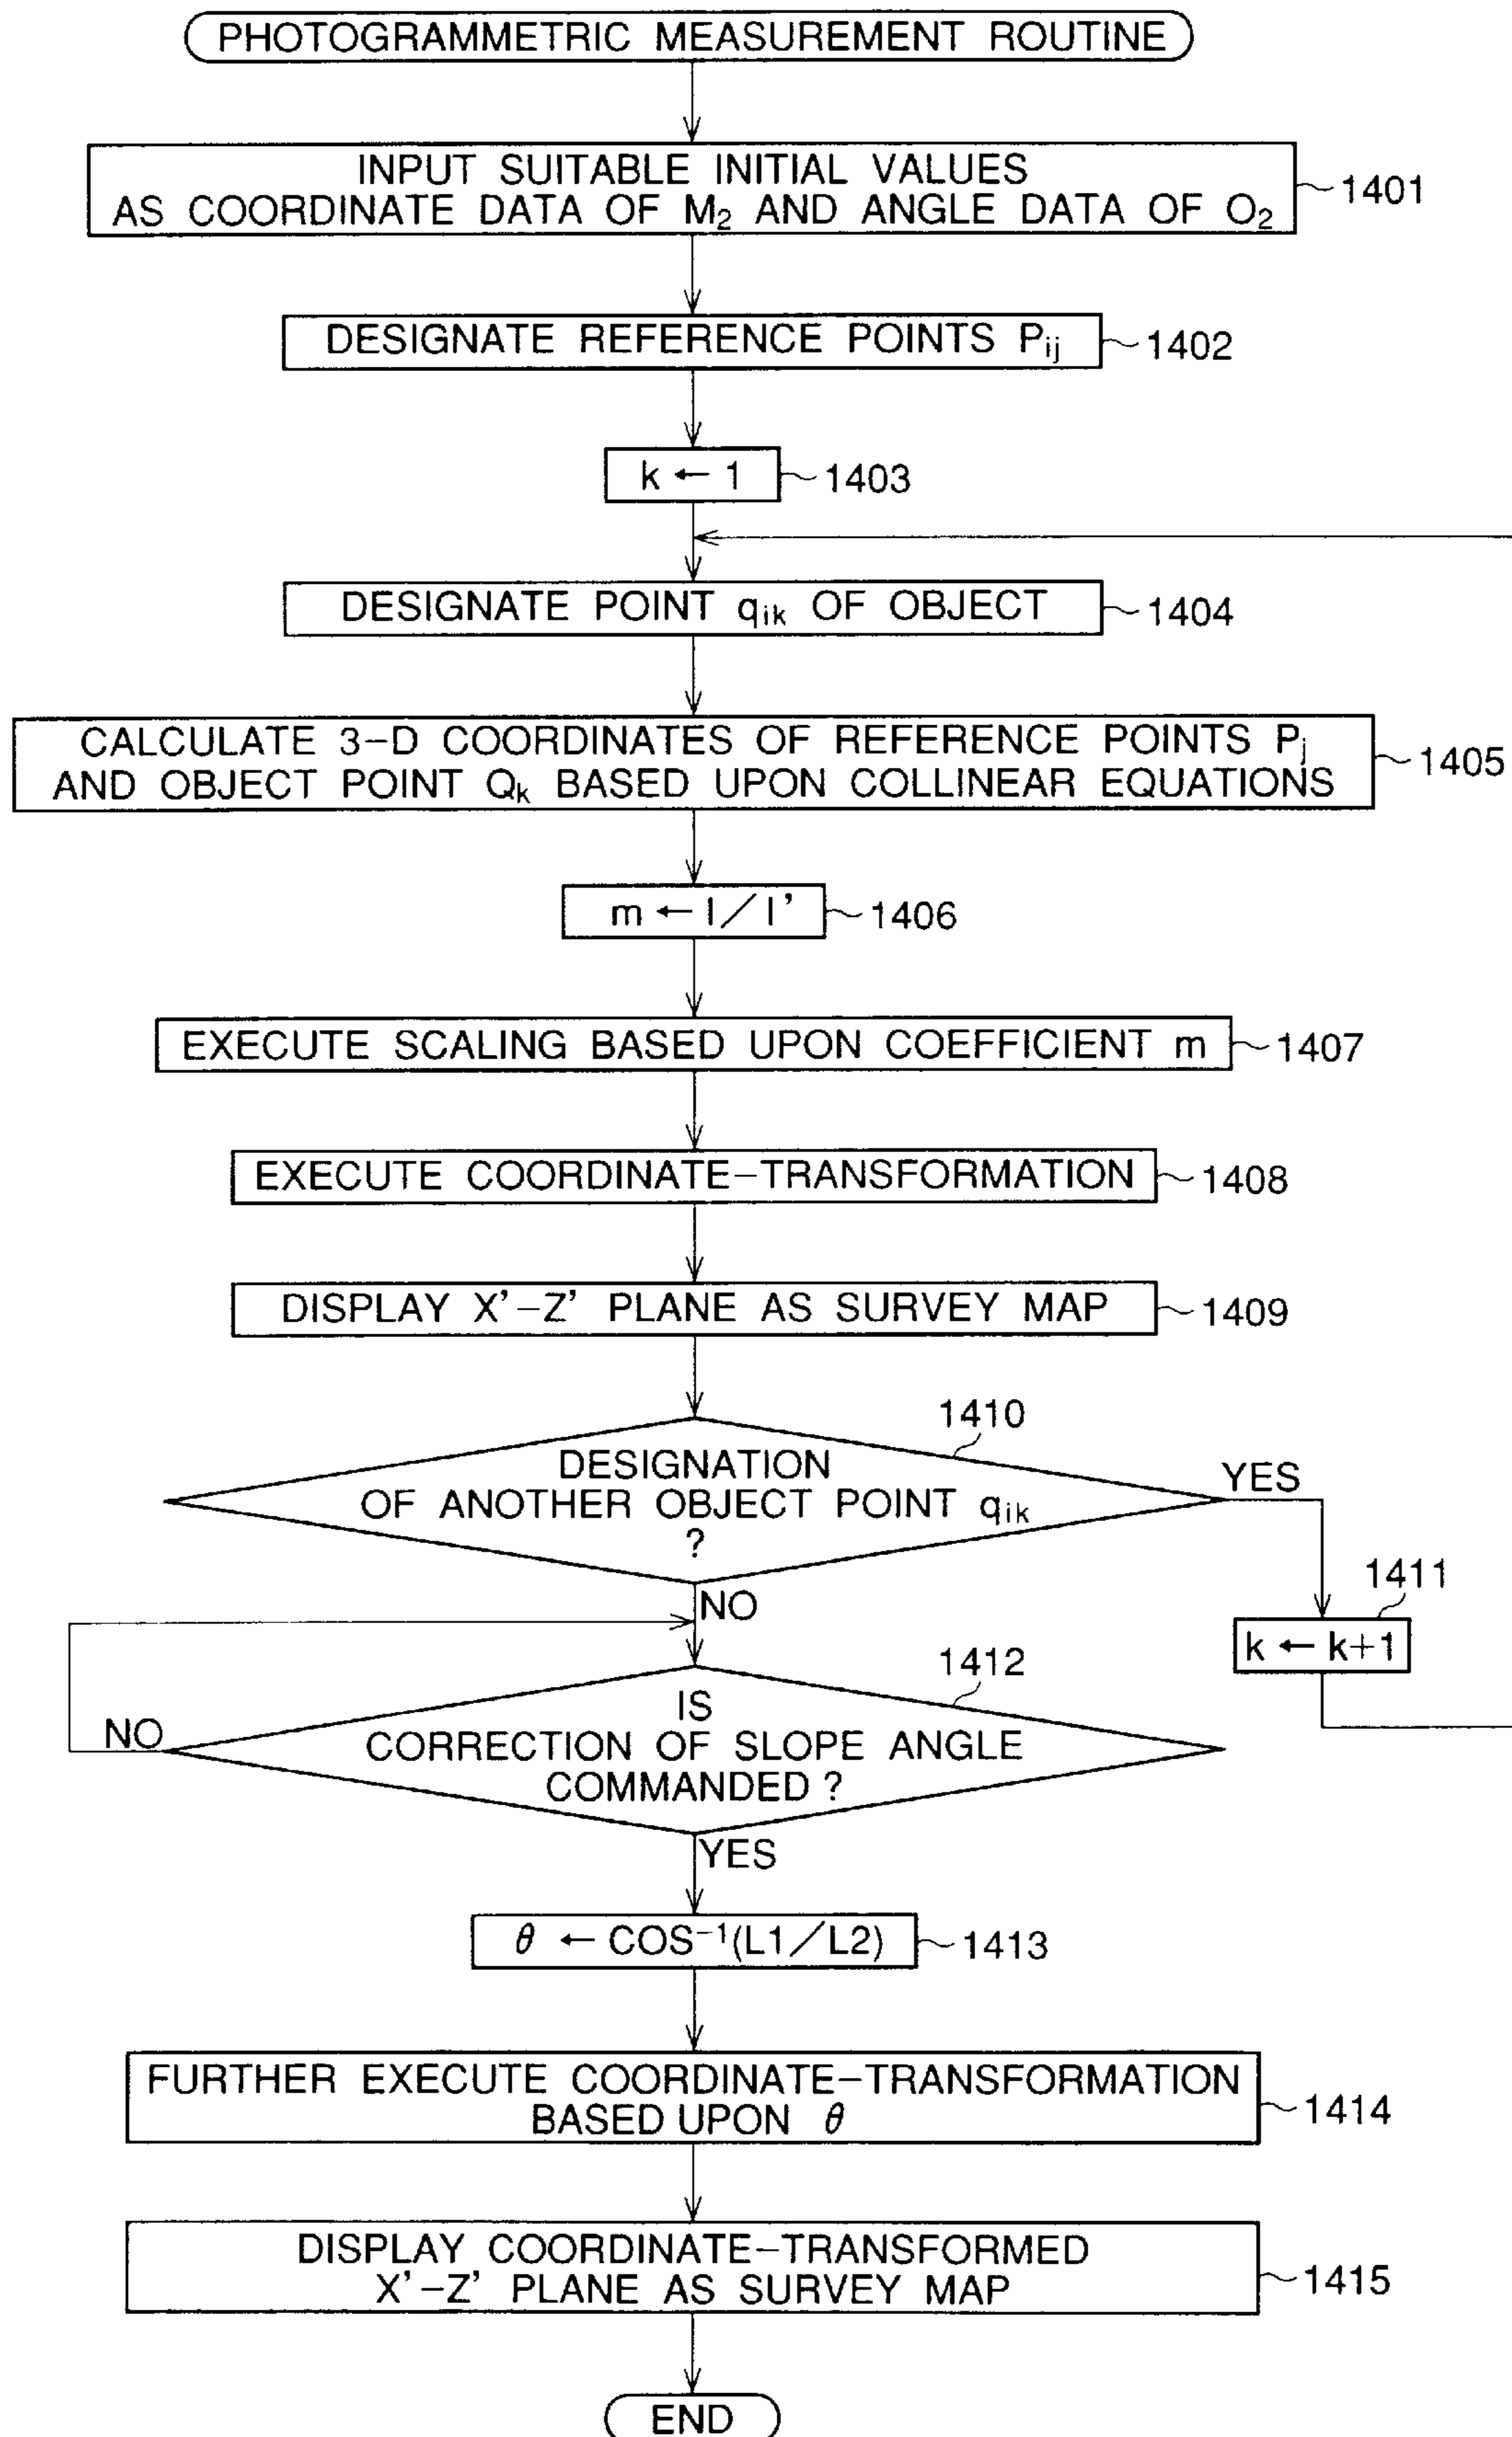 PHOTOGRAMMETRIC MEASUREMENT ROUTINE
INPUT SUITABLE INITIAL VALUES
AS COORDINATE DATA OF M₂ AND ANGLE DATA OF O₂
1401
DESIGNATE REFERENCE POINTS Pᵢⱼ
1402
k ← 1
1403
DESIGNATE POINT qᵢₖ OF OBJECT
1404
CALCULATE 3-D COORDINATES OF REFERENCE POINTS Pⱼ
AND OBJECT POINT Qₖ BASED UPON COLLINEAR EQUATIONS
1405
m ← l/l'
1406
EXECUTE SCALING BASED UPON COEFFICIENT m
1407
EXECUTE COORDINATE-TRANSFORMATION
1408
DISPLAY X'-Z' PLANE AS SURVEY MAP
1409
1410
DESIGNATION
OF ANOTHER OBJECT POINT qᵢₖ
?
YES
NO
1411
k ← k+1
1412
IS
CORRECTION OF SLOPE ANGLE
COMMANDED ?
NO
YES
θ ← COS⁻¹(L1/L2)
1413
FURTHER EXECUTE COORDINATE-TRANSFORMATION
BASED UPON θ
1414
DISPLAY COORDINATE-TRANSFORMED
X'-Z' PLANE AS SURVEY MAP
1415
END